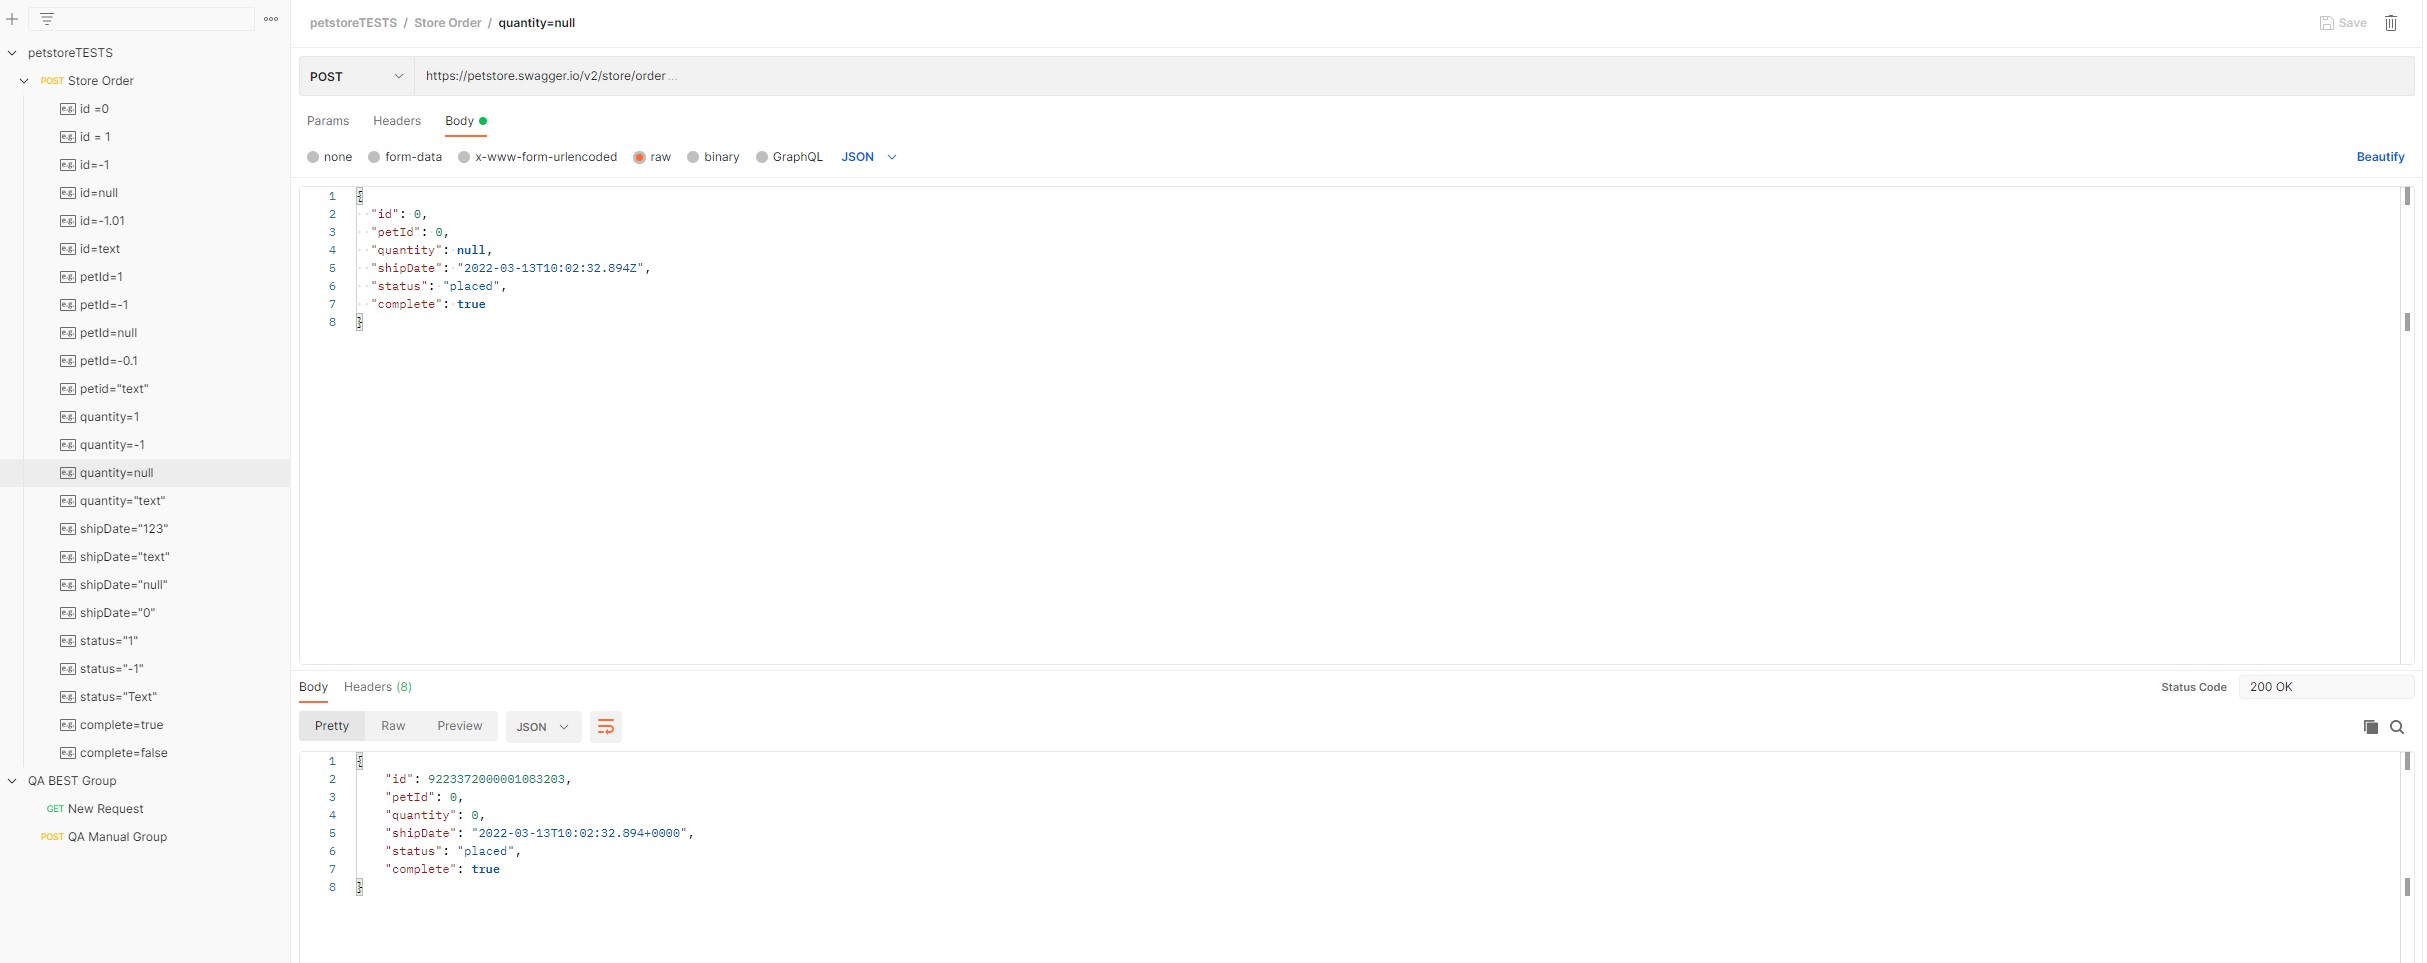 petstoreTESTS
POST Store Order
e.g. id =0
e.g. id = 1
e.g. id=-1
e.g. id=null
e.g. id=-1.01
e.g. id=text
e.g. petId=1
e.g. petId=-1
e.g. petId=null
e.g. petId=-0.1
e.g. petid="text"
e.g. quantity=1
e.g. quantity=-1
e.g. quantity=null
e.g. quantity="text"
e.g. shipDate="123"
e.g. shipDate="text"
e.g. shipDate="null"
e.g. shipDate="0"
e.g. status="1"
e.g. status="-1"
e.g. status="Text"
e.g. complete=true
e.g. complete=false
QA BEST Group
GET New Request
POST QA Manual Group
petstoreTESTS / Store Order / quantity=null
Save
POST https://petstore.swagger.io/v2/store/order ...
Params Headers Body
none form-data x-www-form-urlencoded raw binary GraphQL JSON Beautify
1 {
2 "id": 0,
3 "petId": 0,
4 "quantity": null,
5 "shipDate": "2022-03-13T10:02:32.894Z",
6 "status": "placed",
7 "complete": true
8 }
Body Headers (8) Status Code 200 OK
Pretty Raw Preview JSON
1 {
2 "id": 9223372000001083203,
3 "petId": 0,
4 "quantity": 0,
5 "shipDate": "2022-03-13T10:02:32.894+0000",
6 "status": "placed",
7 "complete": true
8 }